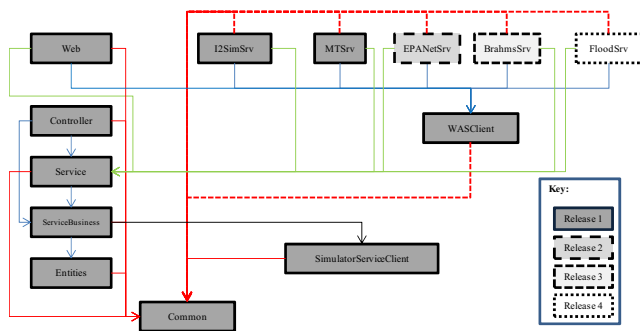 Web
I2SimSrv
MTSrv
EPANetSrv
BrahmsSrv
FloodSrv
Controller
WASClient
Service
ServiceBusiness
Entities
SimulatorServiceClient
Common
Key:
Release 1
Release 2
Release 3
Release 4